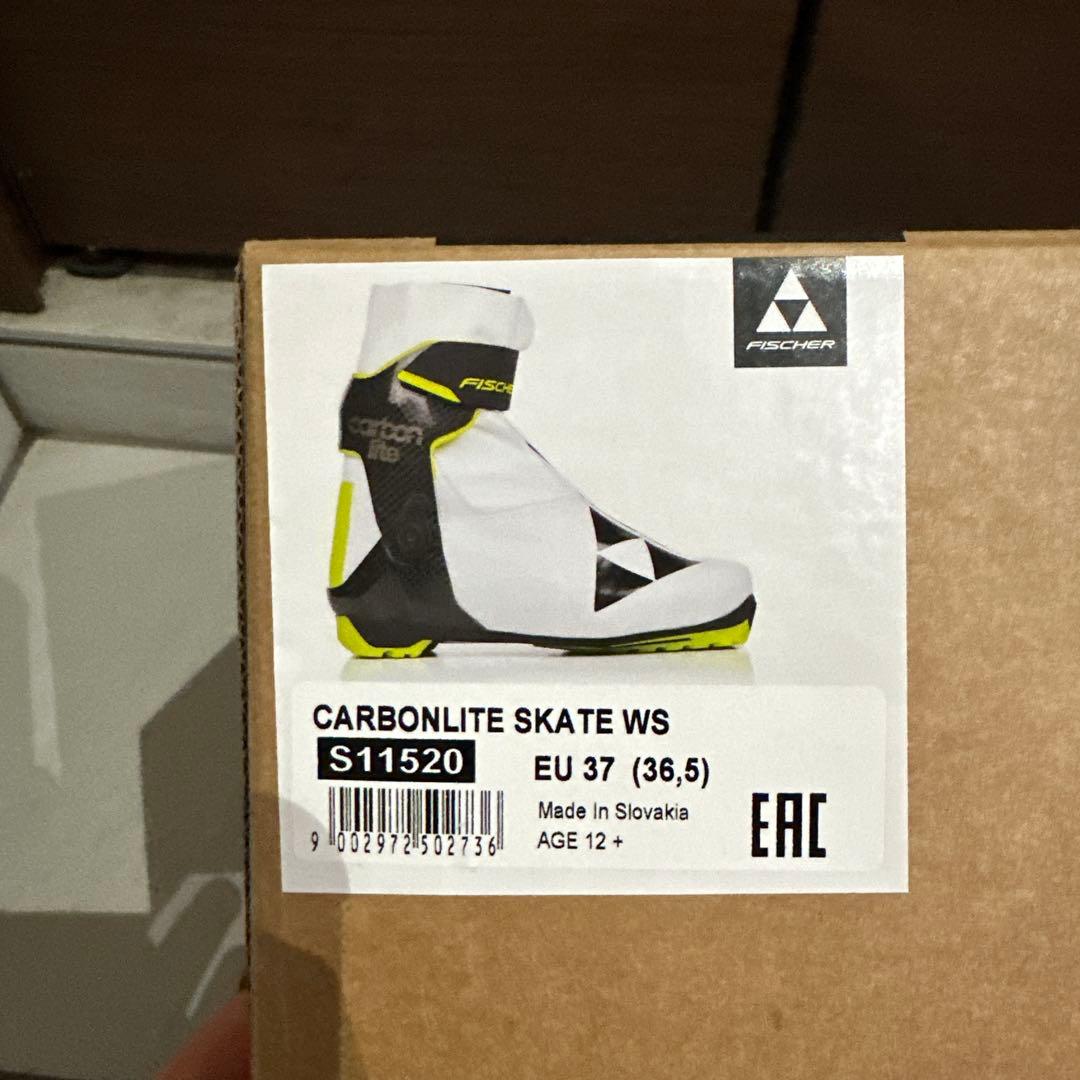 FISCHER
FISCHE
carbon
lite
CARBONLITE SKATE WS
S11520
EU 37 (36,5)
Made In Slovakia
AGE 12 +
9 002972 502736
EAC